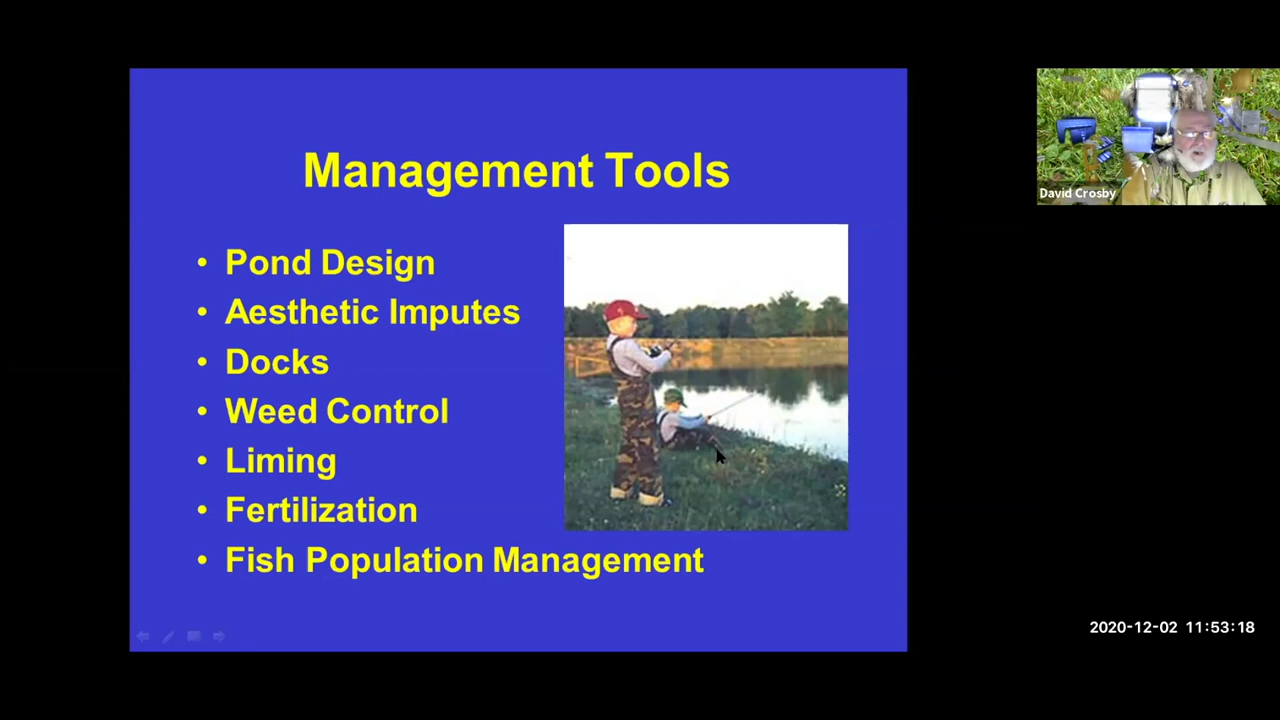 Management Tools
• Pond Design
• Aesthetic Imputes
• Docks
• Weed Control
• Liming
• Fertilization
• Fish Population Management
David Crosby
2020-12-02 11:53:18